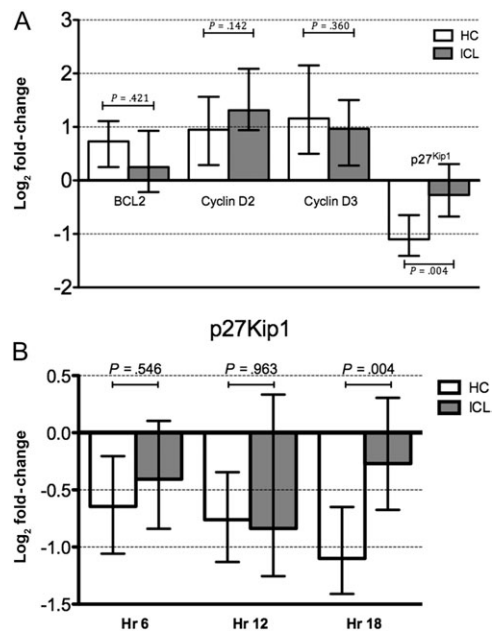 A
Log₂ fold-change
3
2
1
0
-1
-2
P = .421
P = .142
P = .360
P = .004
BCL2
Cyclin D2
Cyclin D3
p27ᴷⁱᵖ¹
HC
ICL
p27Kip1
B
Log₂ fold-change
0.5
0.0
-0.5
-1.0
-1.5
P = .546
P = .963
P = .004
HC
ICL
Hr 6
Hr 12
Hr 18